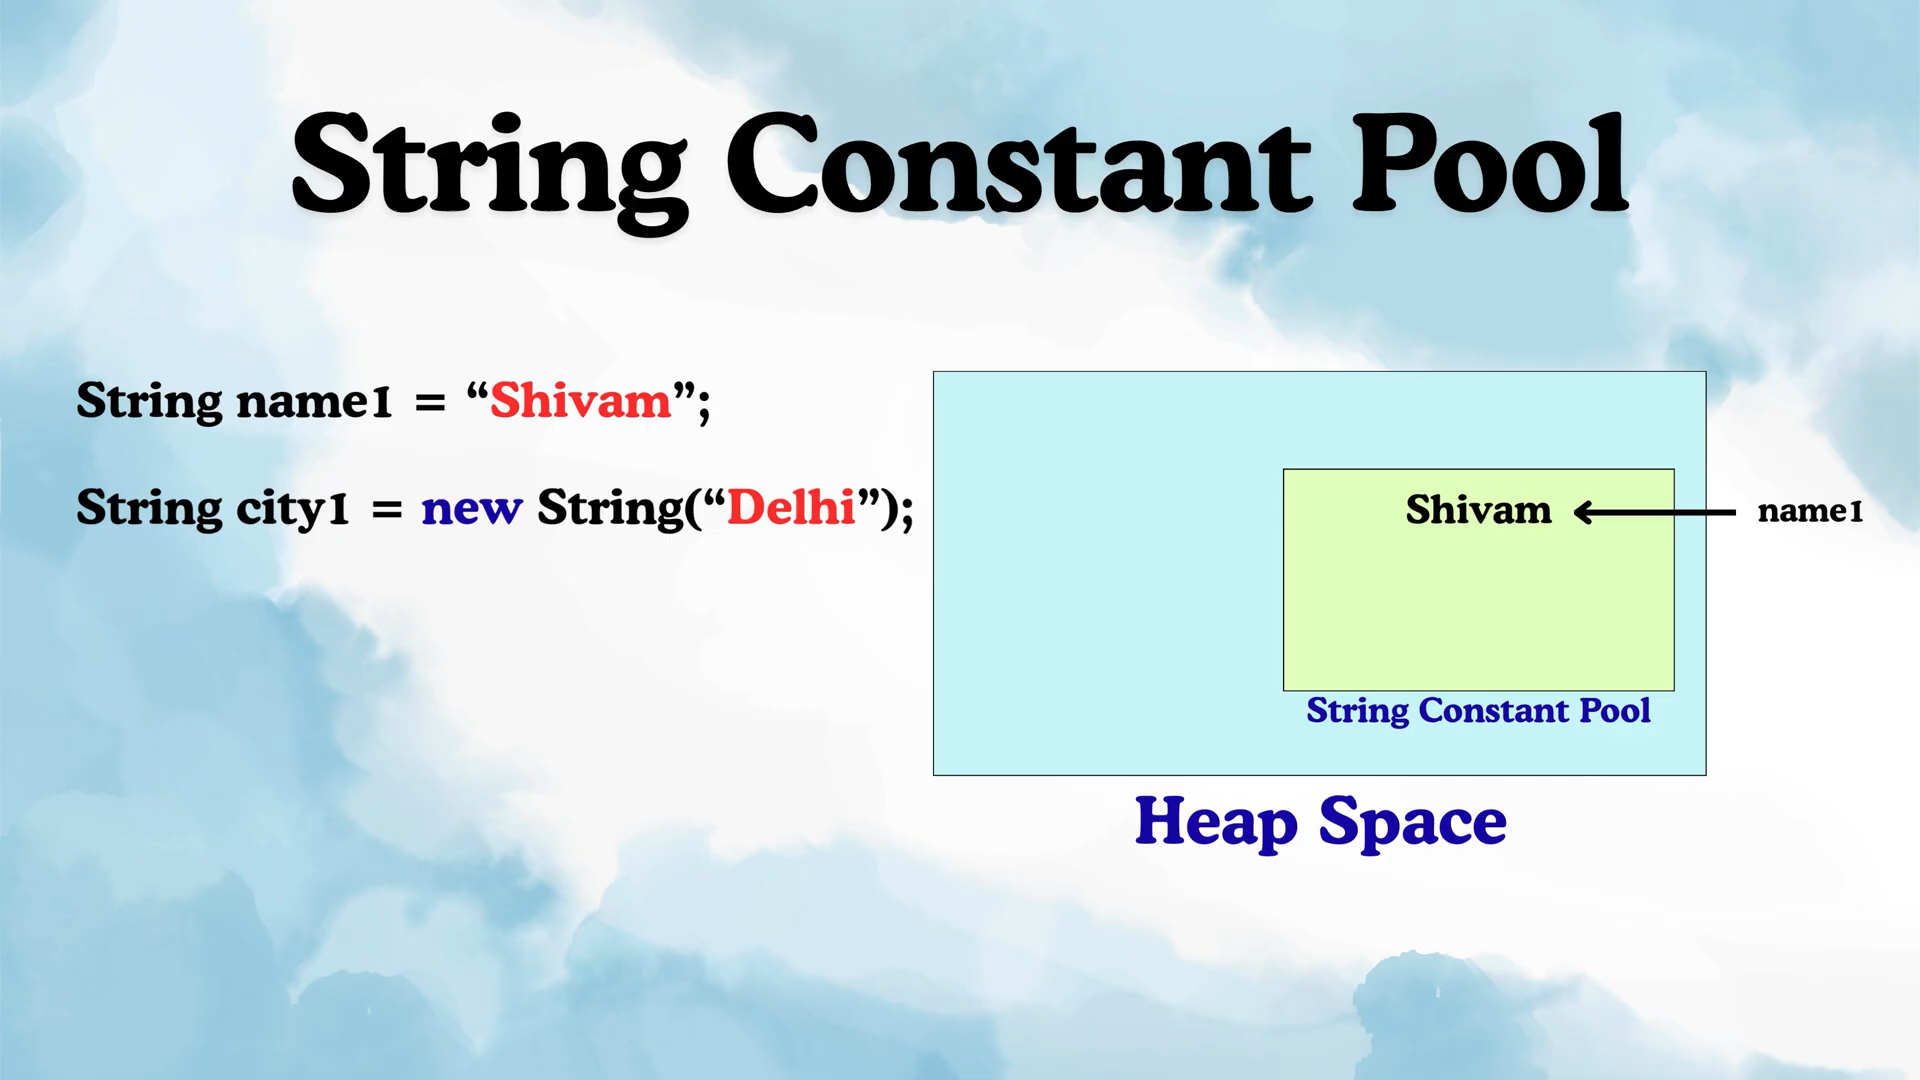 String Constant Pool
String name1 = “Shivam”;
String city1 = new String(“Delhi”);
Shivam
name1
String Constant Pool
Heap Space